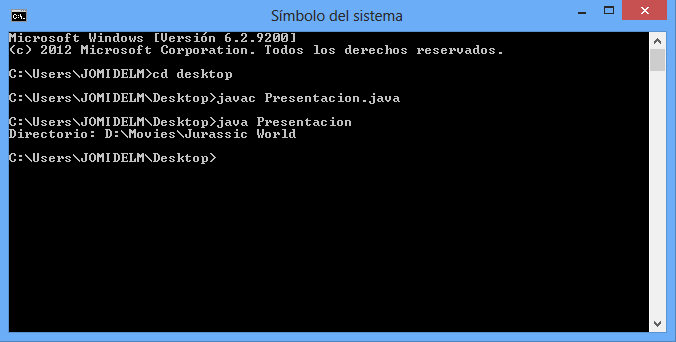 Símbolo del sistema
Microsoft Windows [Versión 6.2.9200]
(c) 2012 Microsoft Corporation. Todos los derechos reservados.
C:\Users\JOMIDELM>cd desktop
C:\Users\JOMIDELM\Desktop>javac Presentacion.java
C:\Users\JOMIDELM\Desktop>java Presentacion
Directorio: D:\Movies\Jurassic World
C:\Users\JOMIDELM\Desktop>